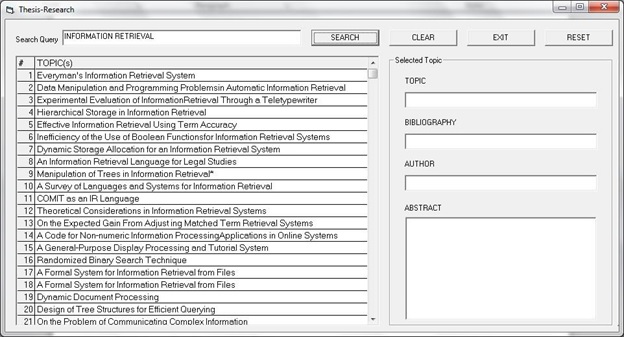 Thesis-Research
Search Query INFORMATION RETRIEVAL SEARCH CLEAR EXIT RESET
# TOPIC(s)
1 Everyman's Information Retrieval System
2 Data Manipulation and Programming Problemsin Automatic Information Retrieval
3 Experimental Evaluation of InformationRetrieval Through a Teletypewriter
4 Hierarchical Storage in Information Retrieval
5 Effective Information Retrieval Using Term Accuracy
6 Inefficiency of the Use of Boolean Functionsfor Information Retrieval Systems
7 Dynamic Storage Allocation for an Information Retrieval System
8 An Information Retrieval Language for Legal Studies
9 Manipulation of Trees in Information Retrieval*
10 A Survey of Languages and Systems for Information Retrieval
11 COMIT as an IR Language
12 Theoretical Considerations in Information Retrieval Systems
13 On the Expected Gain From Adjusting Matched Term Retrieval Systems
14 A Code for Non-numeric Information ProcessingApplications in Online Systems
15 A General-Purpose Display Processing and Tutorial System
16 Randomized Binary Search Technique
17 A Formal System for Information Retrieval from Files
18 A Formal System for Information Retrieval from Files
19 Dynamic Document Processing
20 Design of Tree Structures for Efficient Querying
21 On the Problem of Communicating Complex Information
Selected Topic
TOPIC
BIBLIOGRAPHY
AUTHOR
ABSTRACT